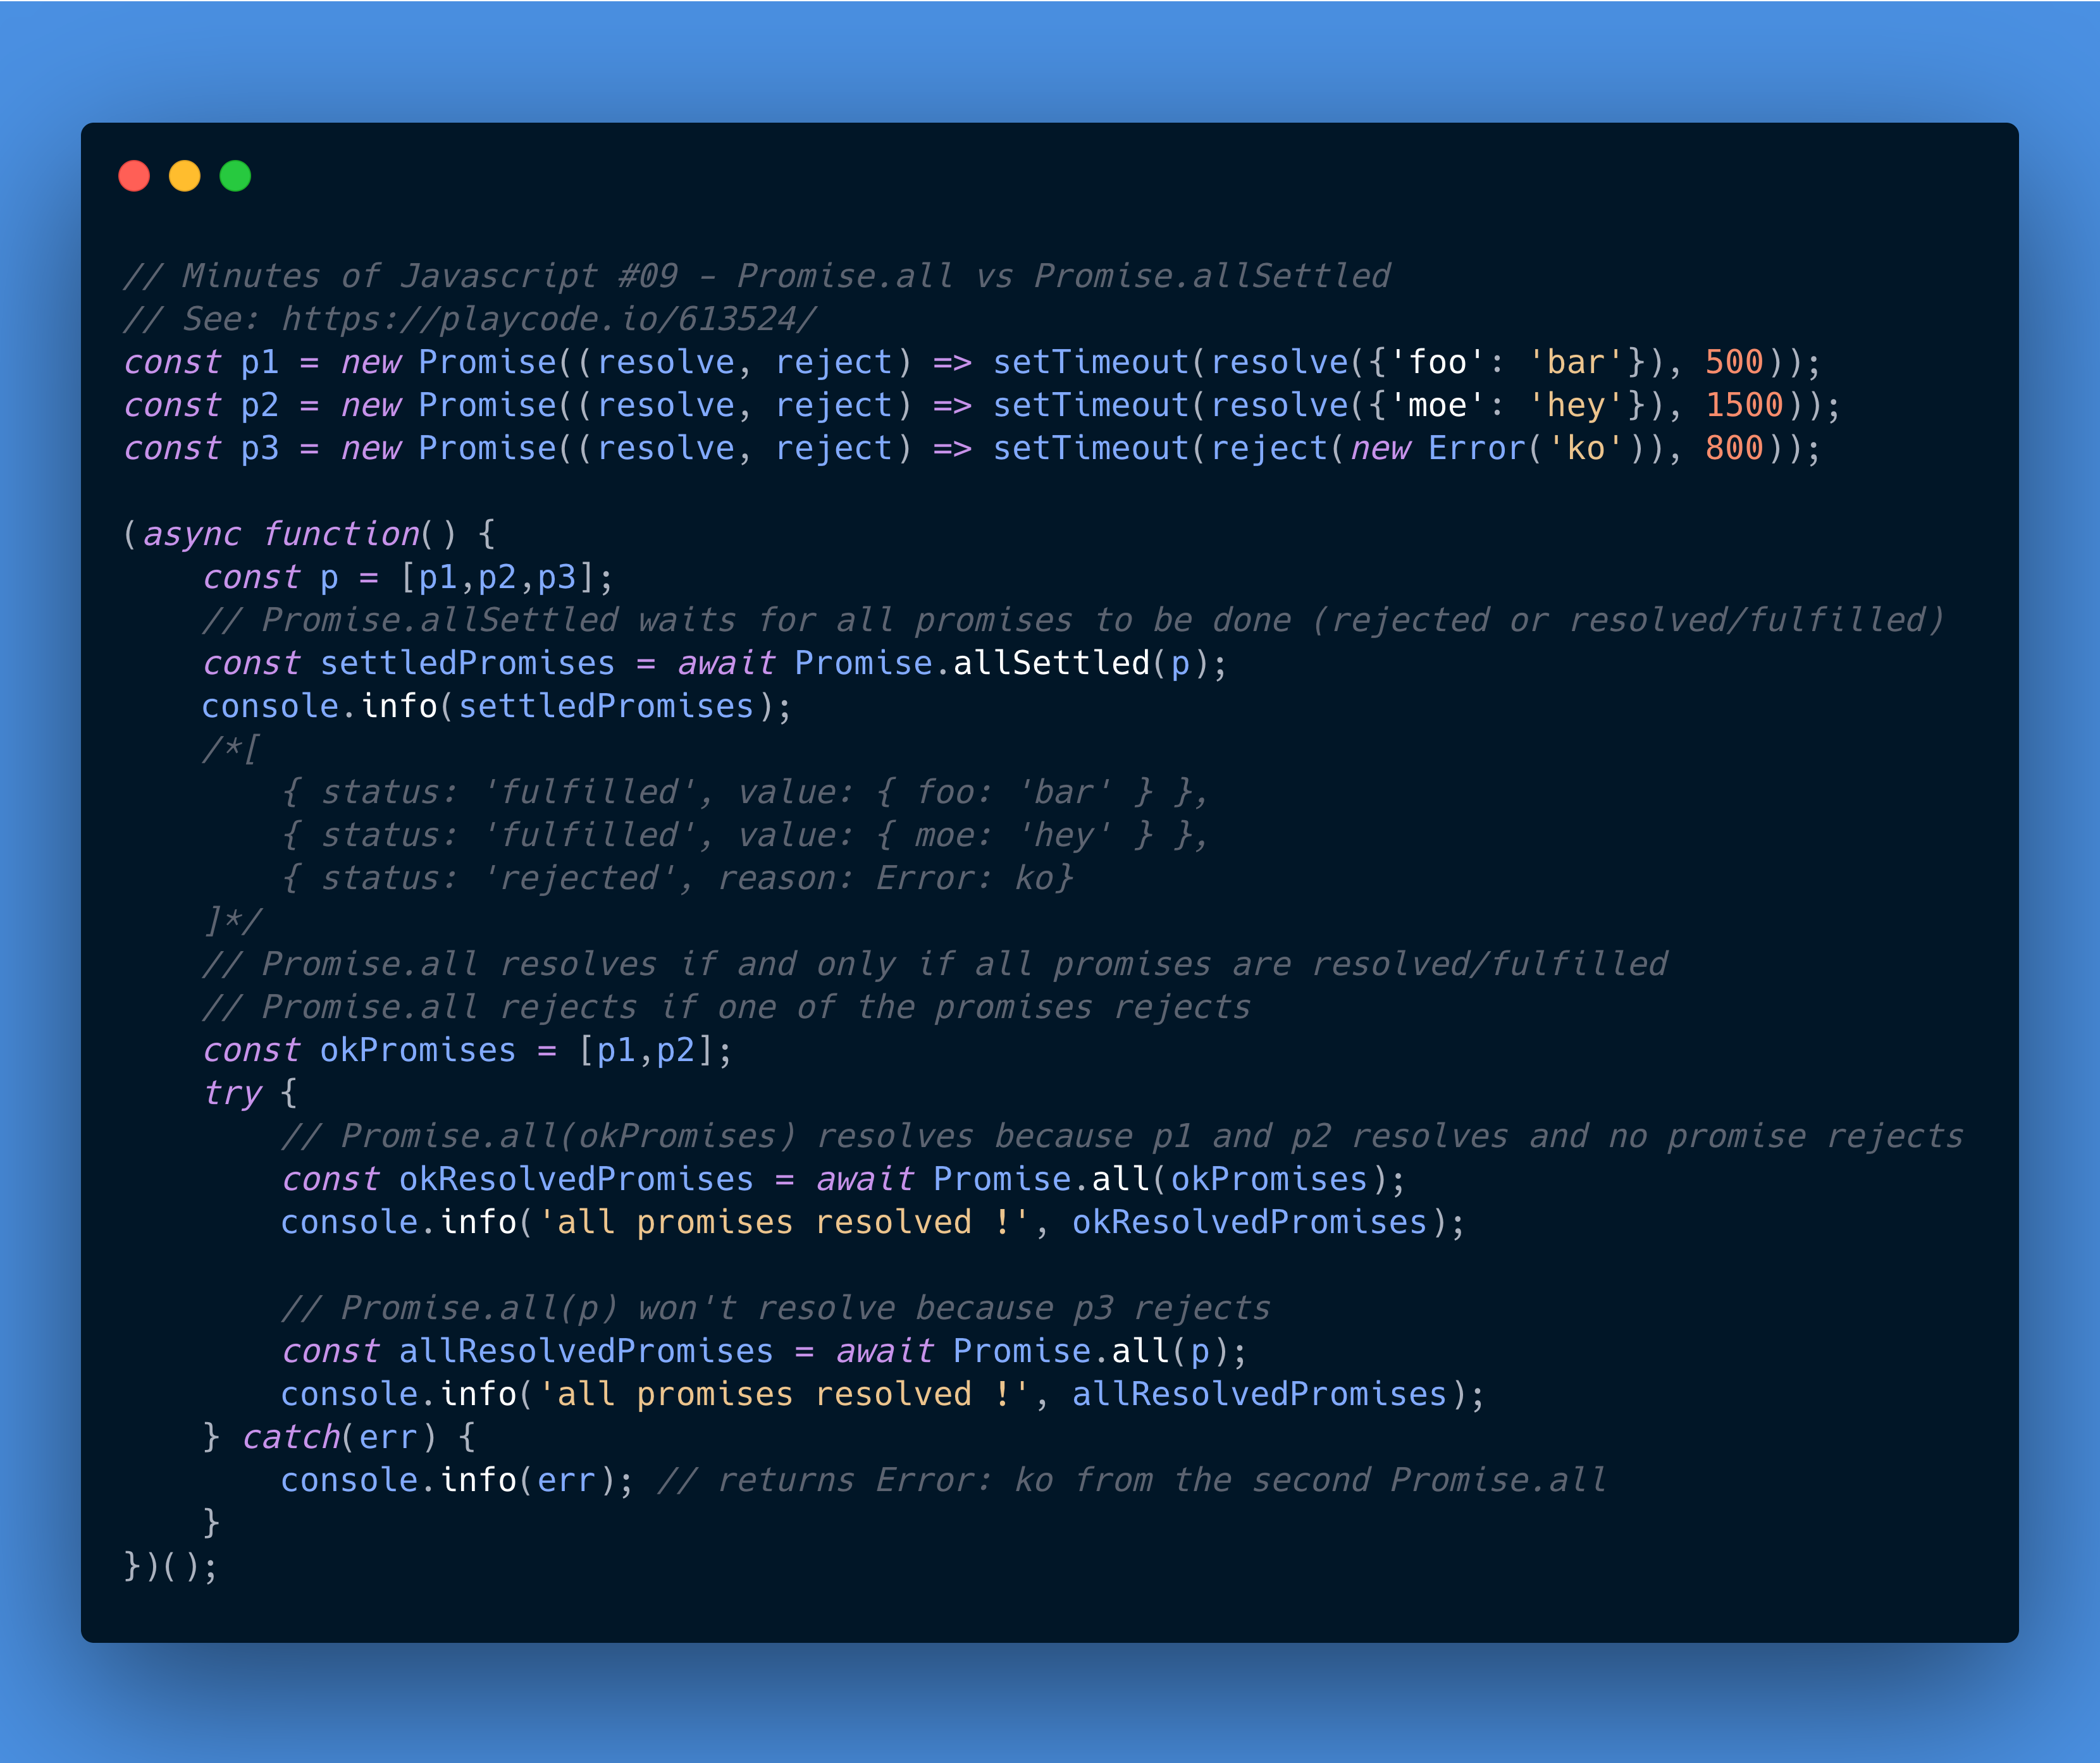 // Minutes of Javascript #09 - Promise.all vs Promise.allSettled
// See: https://playcode.io/613524/
const p1 = new Promise((resolve, reject) => setTimeout(resolve({'foo': 'bar'}), 500));
const p2 = new Promise((resolve, reject) => setTimeout(resolve({'moe': 'hey'}), 1500));
const p3 = new Promise((resolve, reject) => setTimeout(reject(new Error('ko')), 800));

(async function() {
    const p = [p1,p2,p3];
    // Promise.allSettled waits for all promises to be done (rejected or resolved/fulfilled)
    const settledPromises = await Promise.allSettled(p);
    console.info(settledPromises);
    /*[
        { status: 'fulfilled', value: { foo: 'bar' } },
        { status: 'fulfilled', value: { moe: 'hey' } },
        { status: 'rejected', reason: Error: ko}
    ]*/
    // Promise.all resolves if and only if all promises are resolved/fulfilled
    // Promise.all rejects if one of the promises rejects
    const okPromises = [p1,p2];
    try {
        // Promise.all(okPromises) resolves because p1 and p2 resolves and no promise rejects
        const okResolvedPromises = await Promise.all(okPromises);
        console.info('all promises resolved !', okResolvedPromises);

        // Promise.all(p) won't resolve because p3 rejects
        const allResolvedPromises = await Promise.all(p);
        console.info('all promises resolved !', allResolvedPromises);
    } catch(err) {
        console.info(err); // returns Error: ko from the second Promise.all
    }
})();